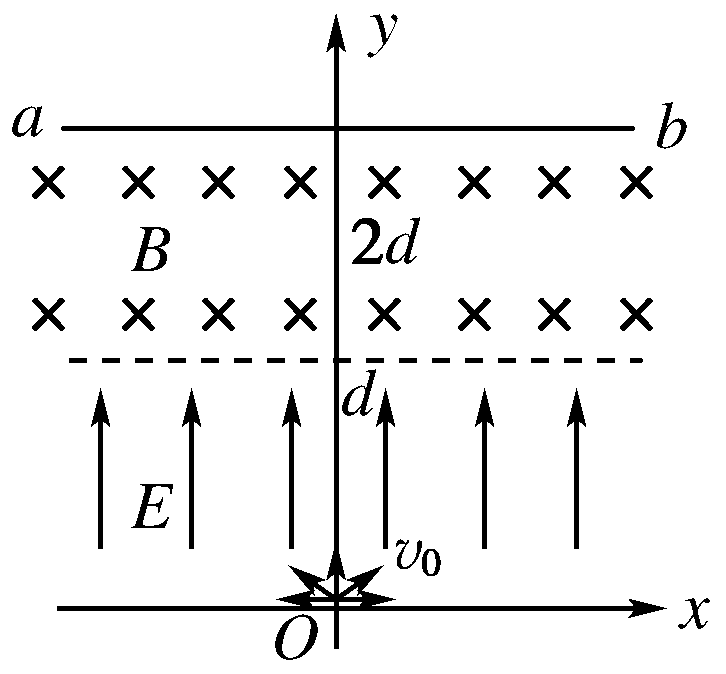 y
a b
× × × × × × × ×
B 2d
× × × × × × × ×
d
E
v₀
O x